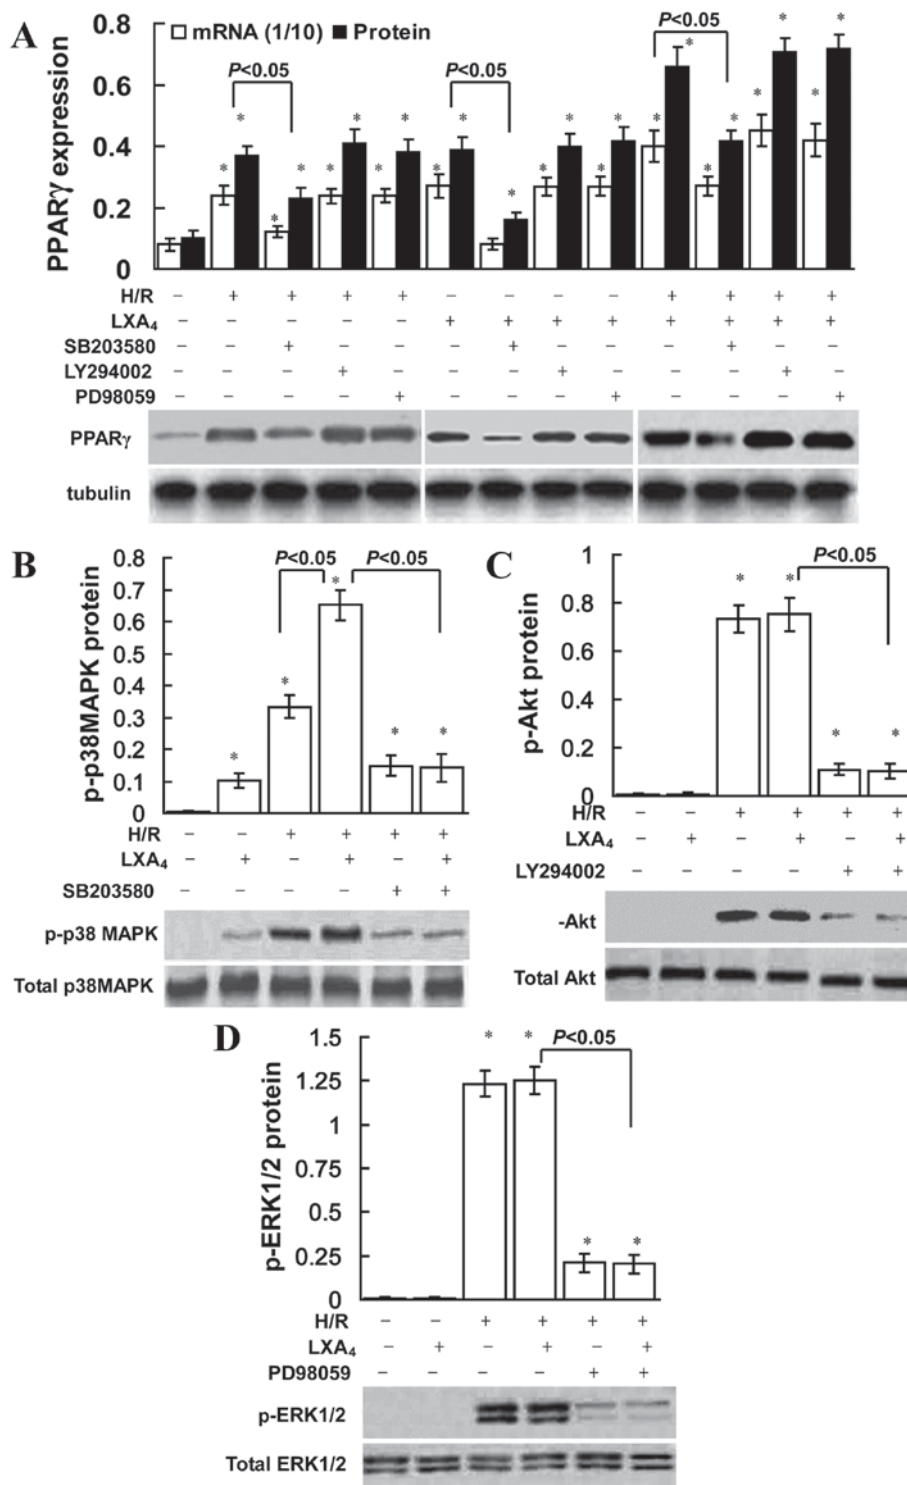 A
mRNA (1/10) Protein
PPARγ expression
0.8
0.6
0.4
0.2
0
P<0.05
P<0.05
P<0.05
* * * * * * * * * * * * * * * * * * * * * * *
H/R − + + + + − − − − + + + +
LXA₄ − − − − − + + + + + + + +
SB203580 − − + − − − + − − − + − −
LY294002 − − − + − − − + − − − + −
PD98059 − − − − + − − − + − − − +
PPARγ
tubulin
B
p-p38MAPK protein
0.8
0.7
0.6
0.5
0.4
0.3
0.2
0.1
0
P<0.05
P<0.05
* * * * *
H/R − − + + + +
LXA₄ − + − + − +
SB203580 − − − − + +
p-p38 MAPK
Total p38MAPK
C
p-Akt protein
1
0.8
0.6
0.4
0.2
0
P<0.05
* * * *
H/R − − + + + +
LXA₄ − + − + − +
LY294002 − − − − + +
-Akt
Total Akt
D
p-ERK1/2 protein
1.5
1.25
1
0.75
0.5
0.25
0
P<0.05
* * * *
H/R − − + + + +
LXA₄ − + − + − +
PD98059 − − − − + +
p-ERK1/2
Total ERK1/2